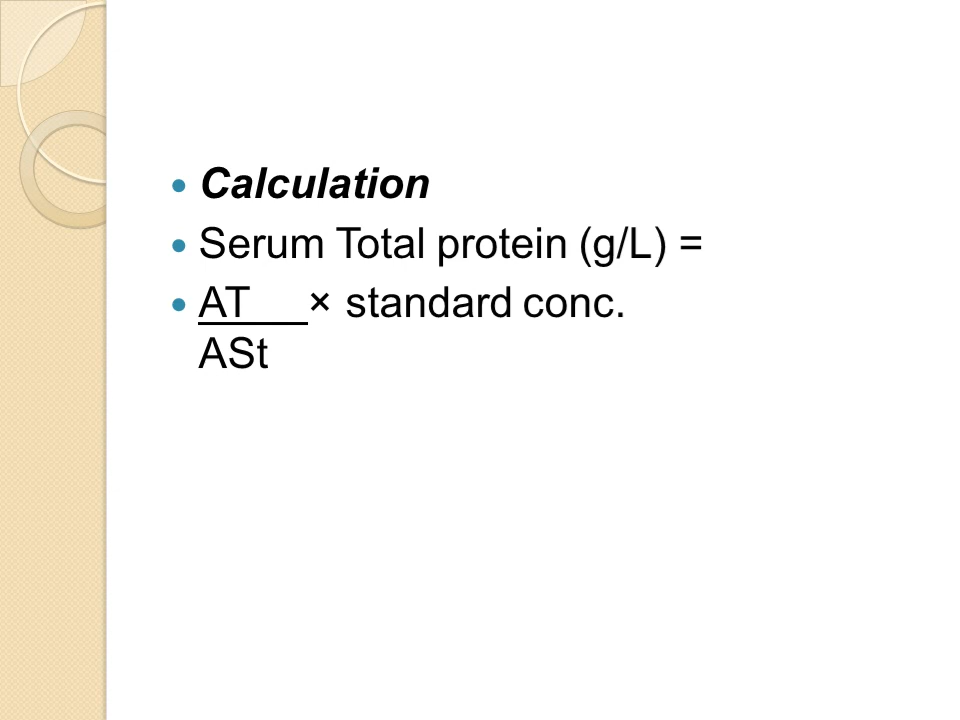 Calculation
Serum Total protein (g/L) =
AT × standard conc.
ASt